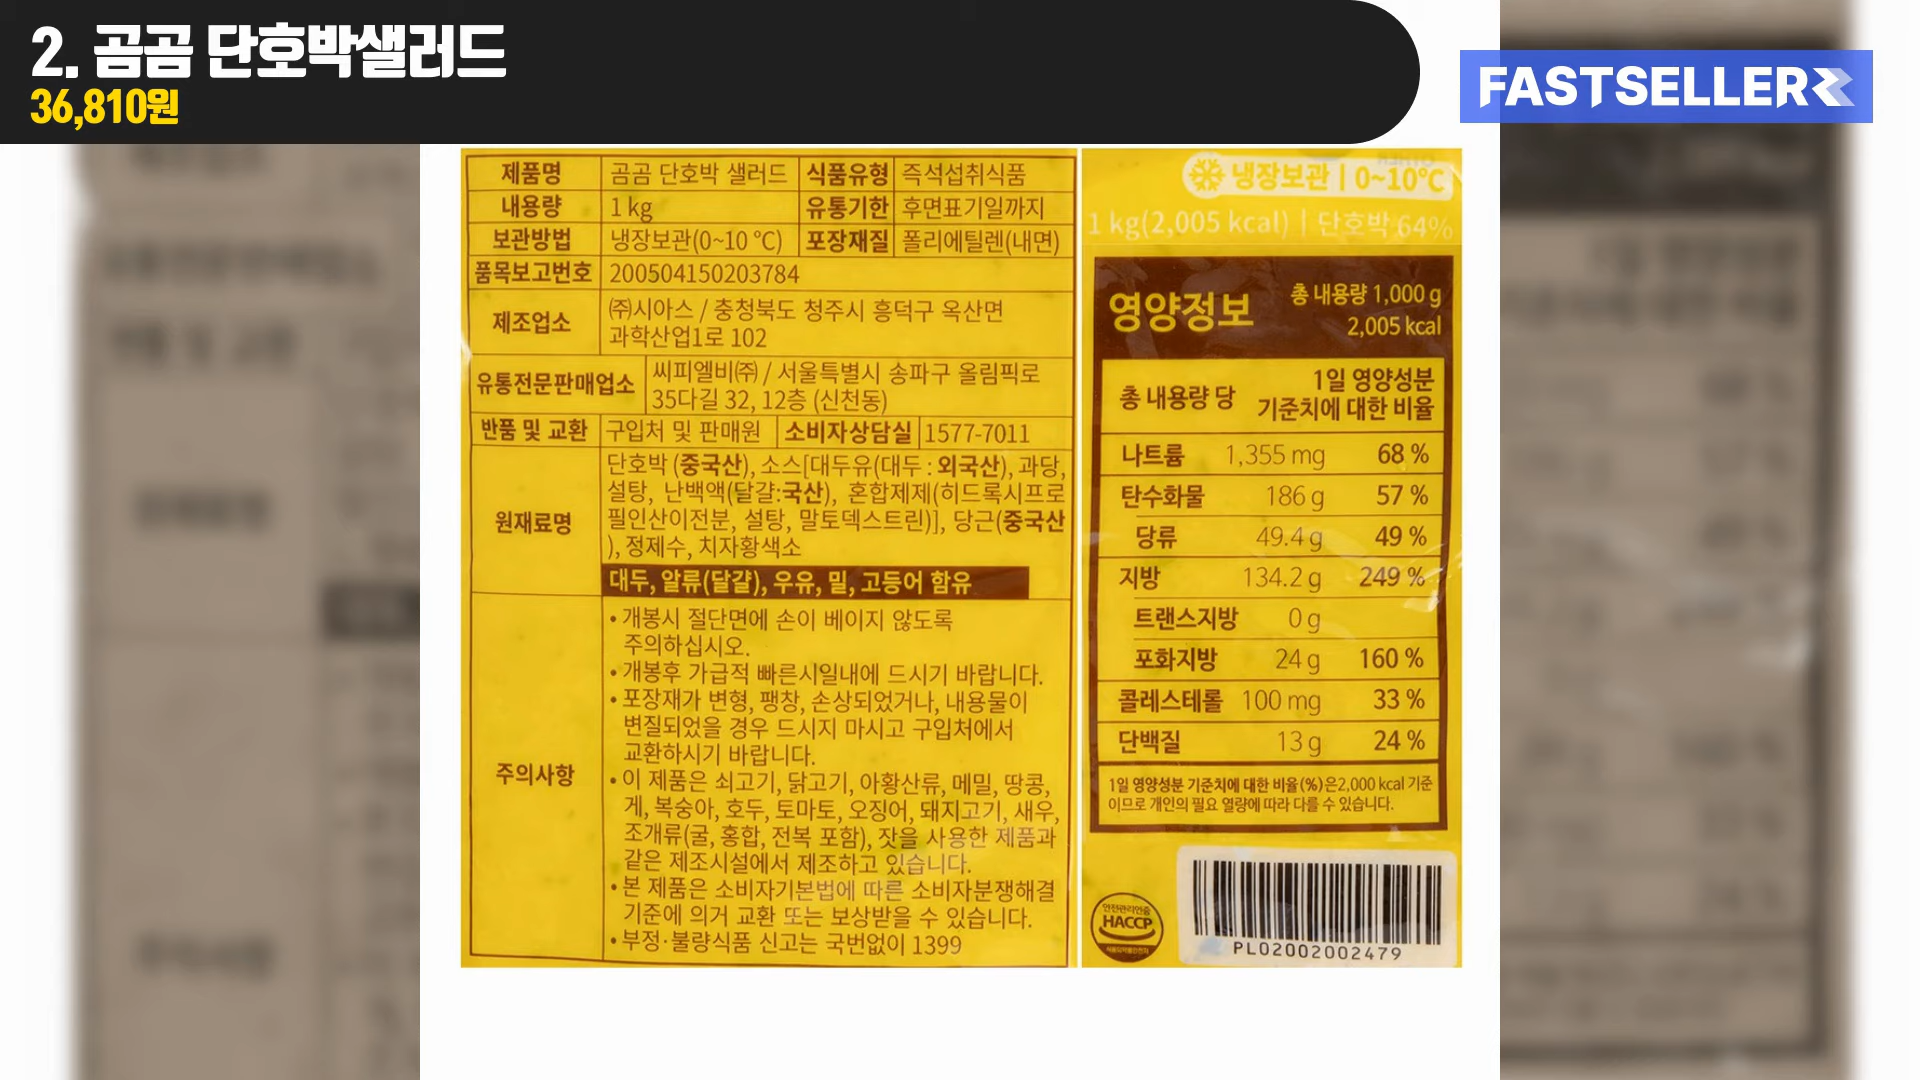 2. 곰곰 단호박샐러드
36,810원
FASTSELLER
제품명 곰곰 단호박 샐러드 식품유형 즉석섭취식품
내용량 1 kg 유통기한 후면표기일까지
보관방법 냉장보관(0~10 ℃) 포장재질 폴리에틸렌(내면)
품목보고번호 200504150203784
제조업소 ㈜시아스 / 충청북도 청주시 흥덕구 옥산면
과학산업1로 102
유통전문판매업소 씨피엘비㈜ / 서울특별시 송파구 올림픽로
35다길 32, 12층 (신천동)
반품 및 교환 구입처 및 판매원 소비자상담실 1577-7011
원재료명 단호박 (중국산), 소스[대두유(대두 : 외국산), 과당,
설탕, 난백액(달걀:국산), 혼합제제(히드록시프로
필인산이전분, 설탕, 말토덱스트린)], 당근(중국산
), 정제수, 치자황색소
대두, 알류(달걀), 우유, 밀, 고등어 함유
주의사항
• 개봉시 절단면에 손이 베이지 않도록
주의하십시오.
• 개봉후 가급적 빠른시일내에 드시기 바랍니다.
• 포장재가 변형, 팽창, 손상되었거나, 내용물이
변질되었을 경우 드시지 마시고 구입처에서
교환하시기 바랍니다.
• 이 제품은 쇠고기, 닭고기, 아황산류, 메밀, 땅콩,
게, 복숭아, 호두, 토마토, 오징어, 돼지고기, 새우,
조개류(굴, 홍합, 전복 포함), 잣을 사용한 제품과
같은 제조시설에서 제조하고 있습니다.
• 본 제품은 소비자기본법에 따른 소비자분쟁해결
기준에 의거 교환 또는 보상받을 수 있습니다.
• 부정·불량식품 신고는 국번없이 1399
냉장보관 | 0~10℃
1 kg(2,005 kcal) | 단호박 64%
영양정보 총 내용량 1,000 g
2,005 kcal
총 내용량 당 1일 영양성분
기준치에 대한 비율
나트륨 1,355 mg 68 %
탄수화물 186 g 57 %
당류 49.4 g 49 %
지방 134.2 g 249 %
트랜스지방 0 g
포화지방 24 g 160 %
콜레스테롤 100 mg 33 %
단백질 13 g 24 %
1일 영양성분 기준치에 대한 비율(%)은2,000 kcal 기준
이므로 개인의 필요 열량에 따라 다를 수 있습니다.
안전관리인증
HACCP
PL02002002479